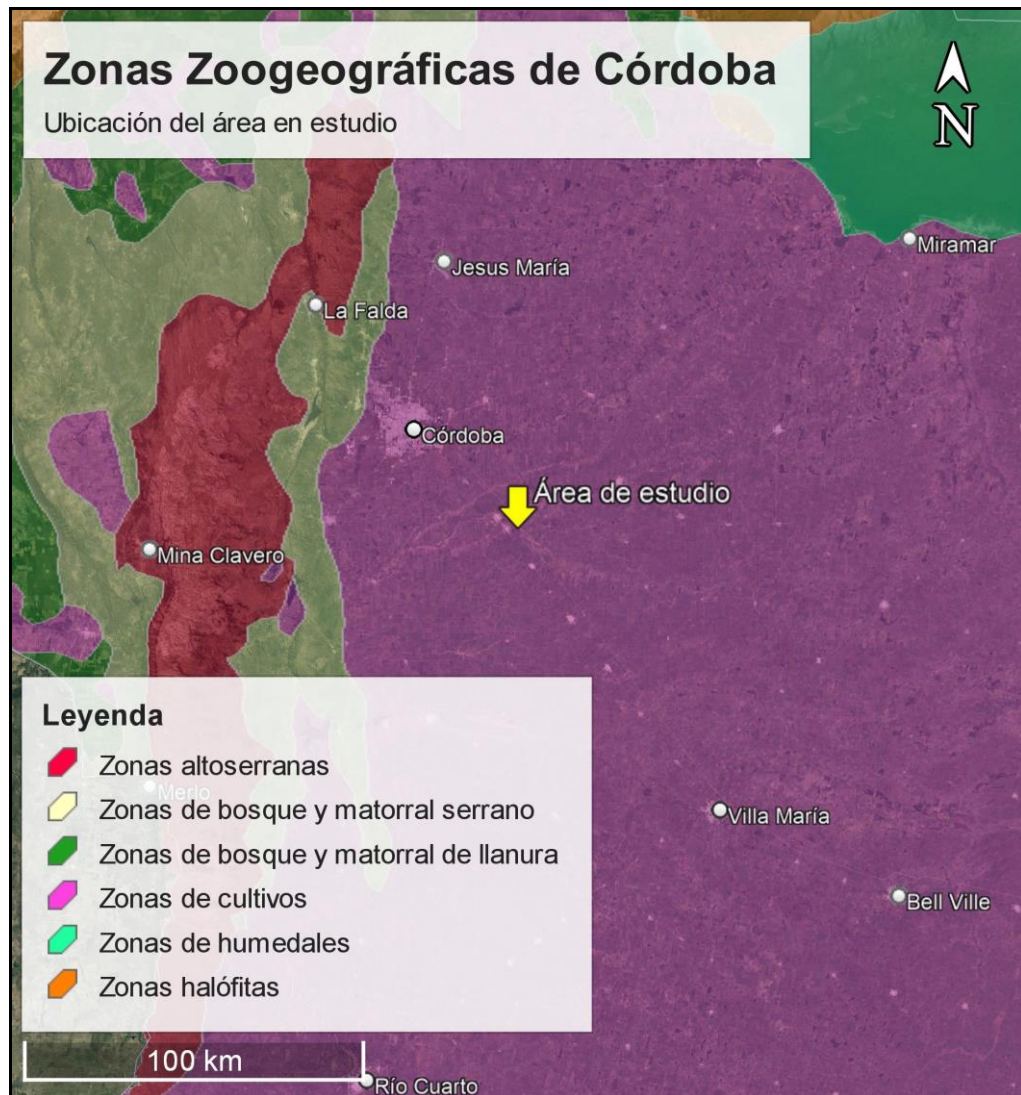 Zonas Zoogeográficas de Córdoba
Ubicación del área en estudio
N
Miramar
Jesus María
La Falda
Córdoba
Área de estudio
Mina Clavero
Leyenda
Zonas altoserranas
Merlo
Zonas de bosque y matorral serrano
Villa María
Zonas de bosque y matorral de llanura
Zonas de cultivos
Bell Ville
Zonas de humedales
Zonas halófitas
100 km
Río Cuarto